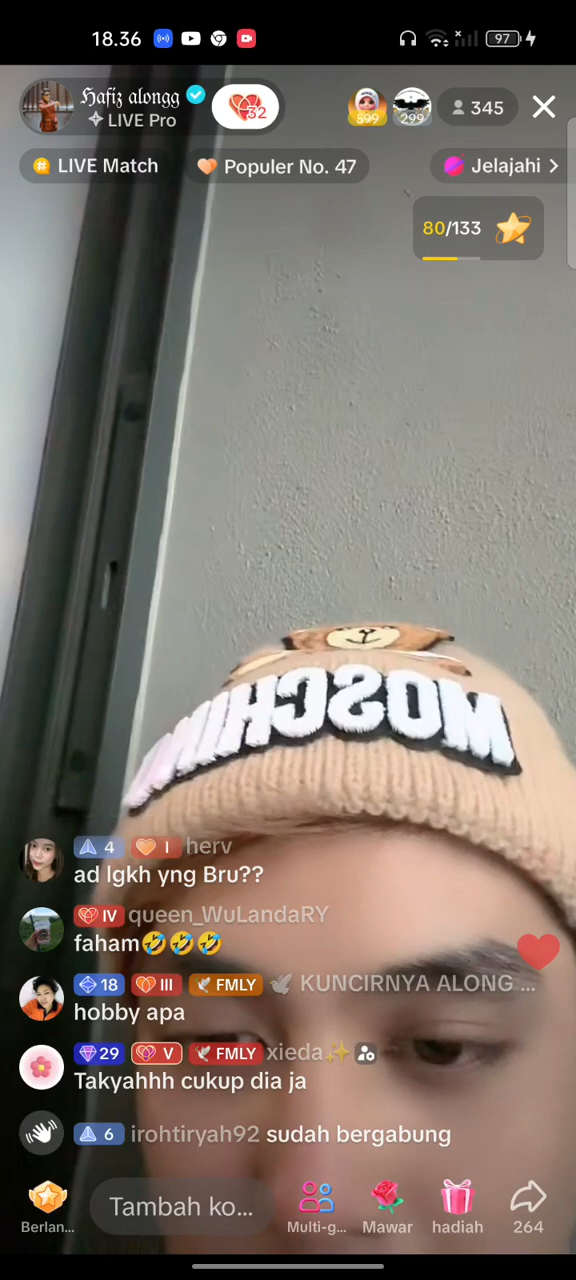 18.36
97
ℌafiz alongg
LIVE Pro
32
599
299
345
LIVE Match
Populer No. 47
Jelajahi >
80/133
MOSCHIN
4 I herv
ad lgkh yng Bru??
IV queen_WuLandaRY
faham🤣🤣🤣
18 III FMLY 🕊 KUNCIRNYA ALONG ...
hobby apa
29 V FMLY xieda✨
Takyahhh cukup dia ja
6 irohtiryah92 sudah bergabung
Tambah ko...
Berlan...
Multi-g...
Mawar
hadiah
264